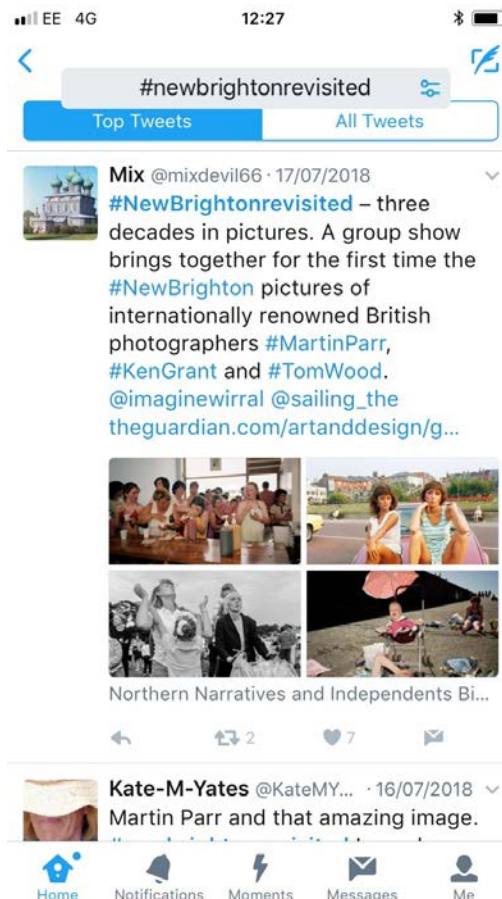 EE 4G 12:27
#newbrightonrevisited
Top Tweets All Tweets
Mix @mixdevil66 · 17/07/2018
#NewBrightonrevisited – three
decades in pictures. A group show
brings together for the first time the
#NewBrighton pictures of
internationally renowned British
photographers #MartinParr,
#KenGrant and #TomWood.
@imaginewirral @sailing_the
theguardian.com/artanddesign/g...
Northern Narratives and Independents Bi...
2 7
Kate-M-Yates @KateMY... · 16/07/2018
Martin Parr and that amazing image.
Home Notifications Moments Messages Me